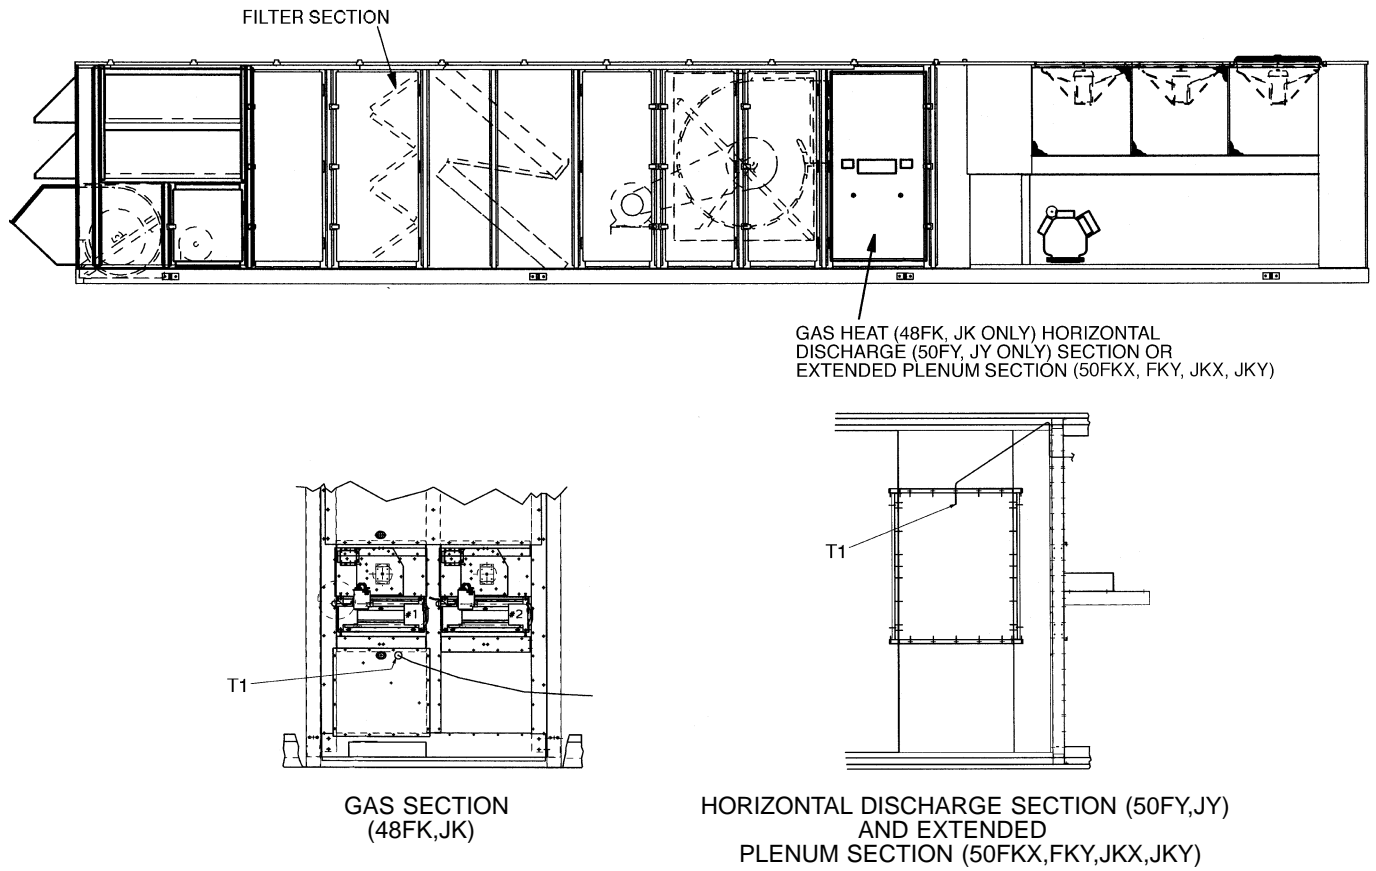 FILTER SECTION
GAS HEAT (48FK, JK ONLY) HORIZONTAL
DISCHARGE (50FY, JY ONLY) SECTION OR
EXTENDED PLENUM SECTION (50FKX, FKY, JKX, JKY)
#1
#2
T1
T1
GAS SECTION
(48FK,JK)
HORIZONTAL DISCHARGE SECTION (50FY,JY)
AND EXTENDED
PLENUM SECTION (50FKX,FKY,JKX,JKY)